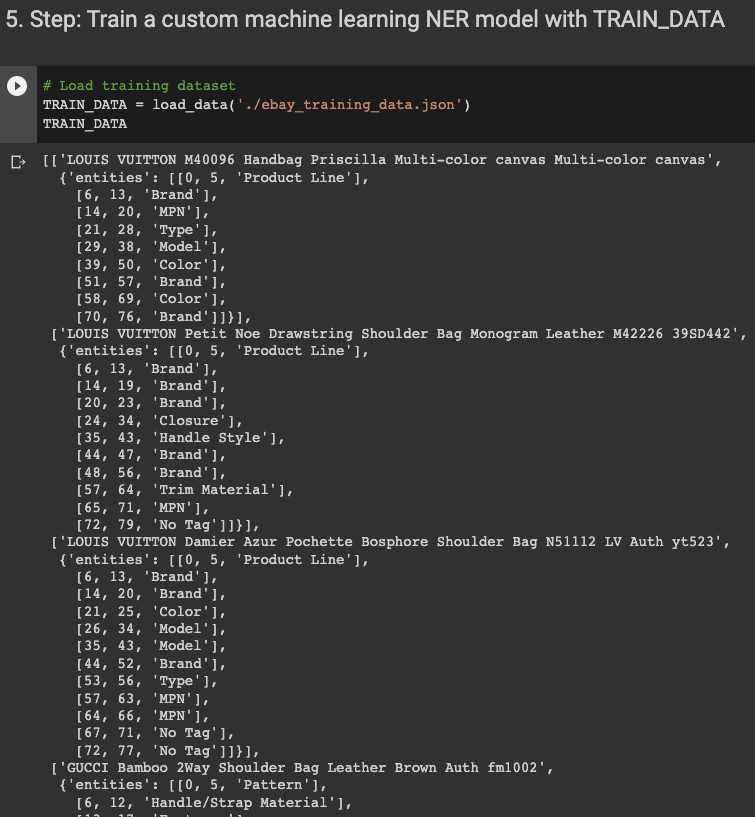 5. Step: Train a custom machine learning NER model with TRAIN_DATA
# Load training dataset
TRAIN_DATA = load_data('./ebay_training_data.json')
TRAIN_DATA
[['LOUIS VUITTON M40096 Handbag Priscilla Multi-color canvas Multi-color canvas',
{'entities': [[0, 5, 'Product Line'],
[6, 13, 'Brand'],
[14, 20, 'MPN'],
[21, 28, 'Type'],
[29, 38, 'Model'],
[39, 50, 'Color'],
[51, 57, 'Brand'],
[58, 69, 'Color'],
[70, 76, 'Brand']]}],
['LOUIS VUITTON Petit Noe Drawstring Shoulder Bag Monogram Leather M42226 39SD442',
{'entities': [[0, 5, 'Product Line'],
[6, 13, 'Brand'],
[14, 19, 'Brand'],
[20, 23, 'Brand'],
[24, 34, 'Closure'],
[35, 43, 'Handle Style'],
[44, 47, 'Brand'],
[48, 56, 'Brand'],
[57, 64, 'Trim Material'],
[65, 71, 'MPN'],
[72, 79, 'No Tag']]}],
['LOUIS VUITTON Damier Azur Pochette Bosphore Shoulder Bag N51112 LV Auth yt523',
{'entities': [[0, 5, 'Product Line'],
[6, 13, 'Brand'],
[14, 20, 'Brand'],
[21, 25, 'Color'],
[26, 34, 'Model'],
[35, 43, 'Model'],
[44, 52, 'Brand'],
[53, 56, 'Type'],
[57, 63, 'MPN'],
[64, 66, 'MPN'],
[67, 71, 'No Tag'],
[72, 77, 'No Tag']]}],
['GUCCI Bamboo 2Way Shoulder Bag Leather Brown Auth fm1002',
{'entities': [[0, 5, 'Pattern'],
[6, 12, 'Handle/Strap Material'],